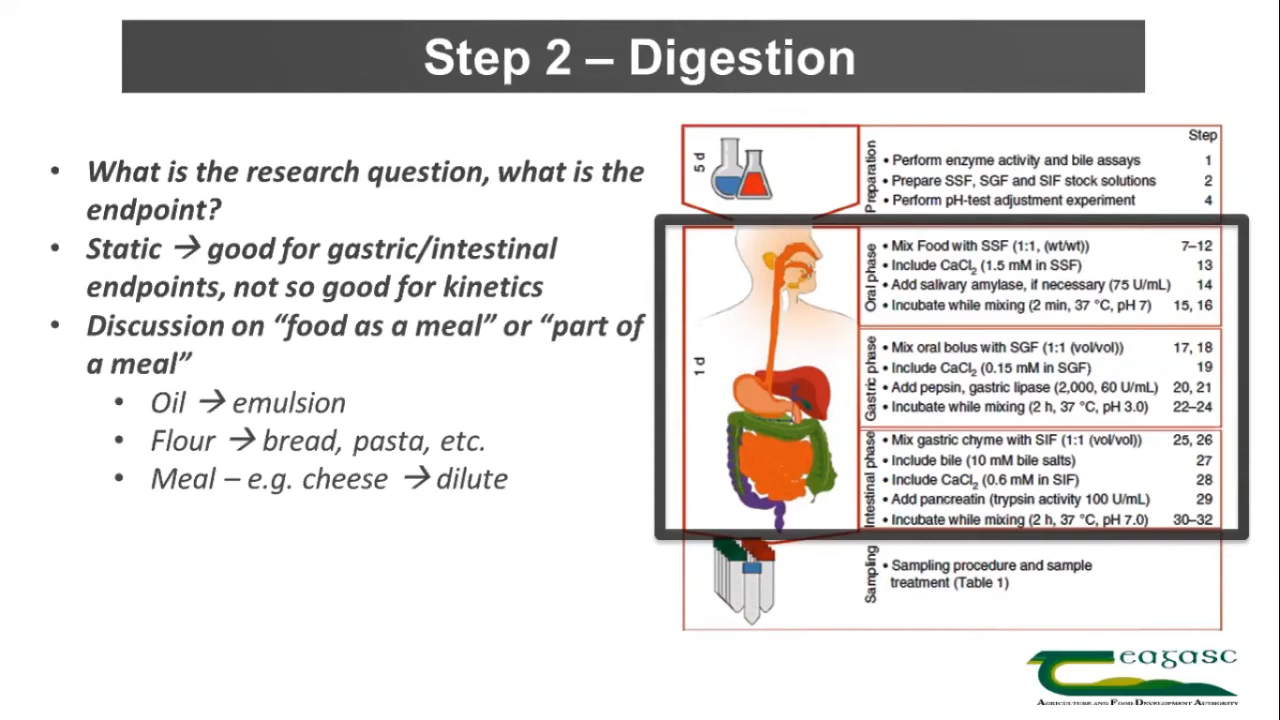 Step 2 – Digestion
• What is the research question, what is the
endpoint?
• Static → good for gastric/intestinal
endpoints, not so good for kinetics
• Discussion on “food as a meal” or “part of
a meal”
• Oil → emulsion
• Flour → bread, pasta, etc.
• Meal – e.g. cheese → dilute
Step
5 d
Preparation
• Perform enzyme activity and bile assays 1
• Prepare SSF, SGF and SIF stock solutions 2
• Perform pH-test adjustment experiment 4
1 d
Oral phase
• Mix Food with SSF (1:1, (wt/wt)) 7–12
• Include CaCl₂ (1.5 mM in SSF) 13
• Add salivary amylase, if necessary (75 U/mL) 14
• Incubate while mixing (2 min, 37 °C, pH 7) 15, 16
Gastric phase
• Mix oral bolus with SGF (1:1 (vol/vol)) 17, 18
• Include CaCl₂ (0.15 mM in SGF) 19
• Add pepsin, gastric lipase (2,000, 60 U/mL) 20, 21
• Incubate while mixing (2 h, 37 °C, pH 3.0) 22–24
Intestinal phase
• Mix gastric chyme with SIF (1:1 (vol/vol)) 25, 26
• Include bile (10 mM bile salts) 27
• Include CaCl₂ (0.6 mM in SIF) 28
• Add pancreatin (trypsin activity 100 U/mL) 29
• Incubate while mixing (2 h, 37 °C, pH 7.0) 30–32
Sampling
• Sampling procedure and sample
treatment (Table 1)
Teagasc
Agriculture and Food Development Authority